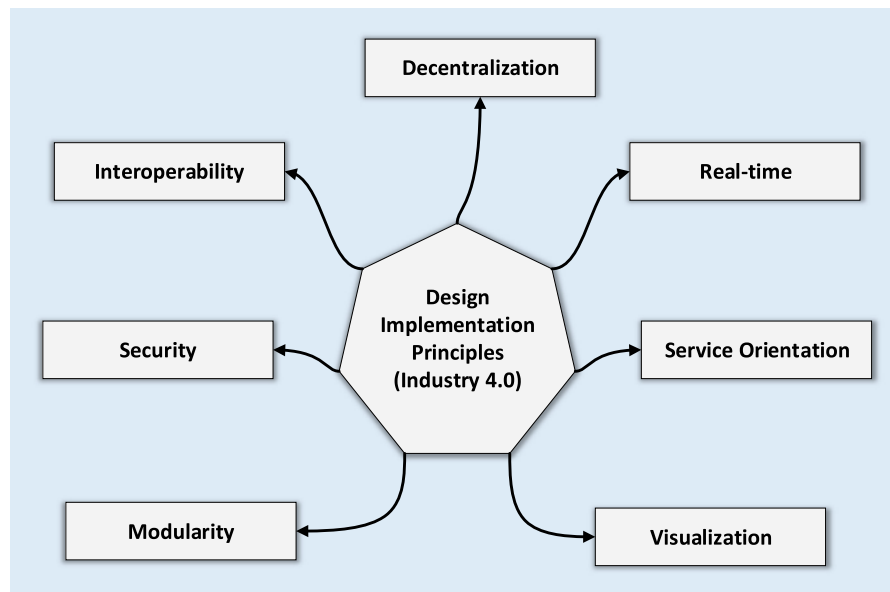 Decentralization
Interoperability
Real-time
Design
Implementation
Principles
(Industry 4.0)
Security
Service Orientation
Modularity
Visualization